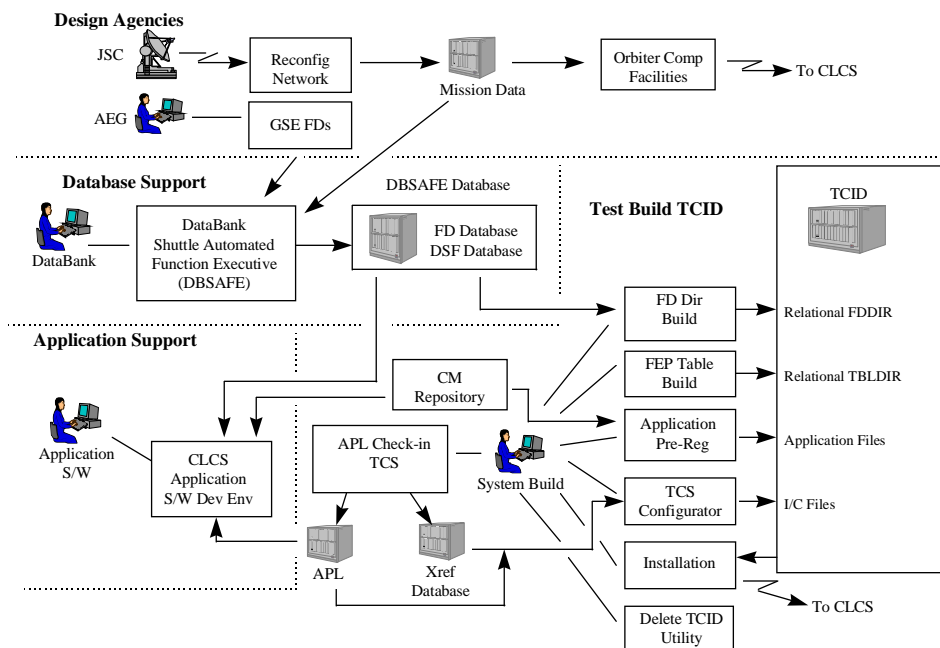 Design Agencies
JSC
Reconfig
Network
Mission Data
Orbiter Comp
Facilities
To CLCS
AEG
GSE FDs
Database Support
DBSAFE Database
Test Build TCID
TCID
DataBank
DataBank
Shuttle Automated
Function Executive
(DBSAFE)
FD Database
DSF Database
FD Dir
Build
Relational FDDIR
Application Support
FEP Table
Build
Relational TBLDIR
CM
Repository
Application
Pre-Reg
Application Files
Application
S/W
CLCS
Application
S/W Dev Env
APL Check-in
TCS
System Build
TCS
Configurator
I/C Files
APL
Xref
Database
Installation
To CLCS
Delete TCID
Utility